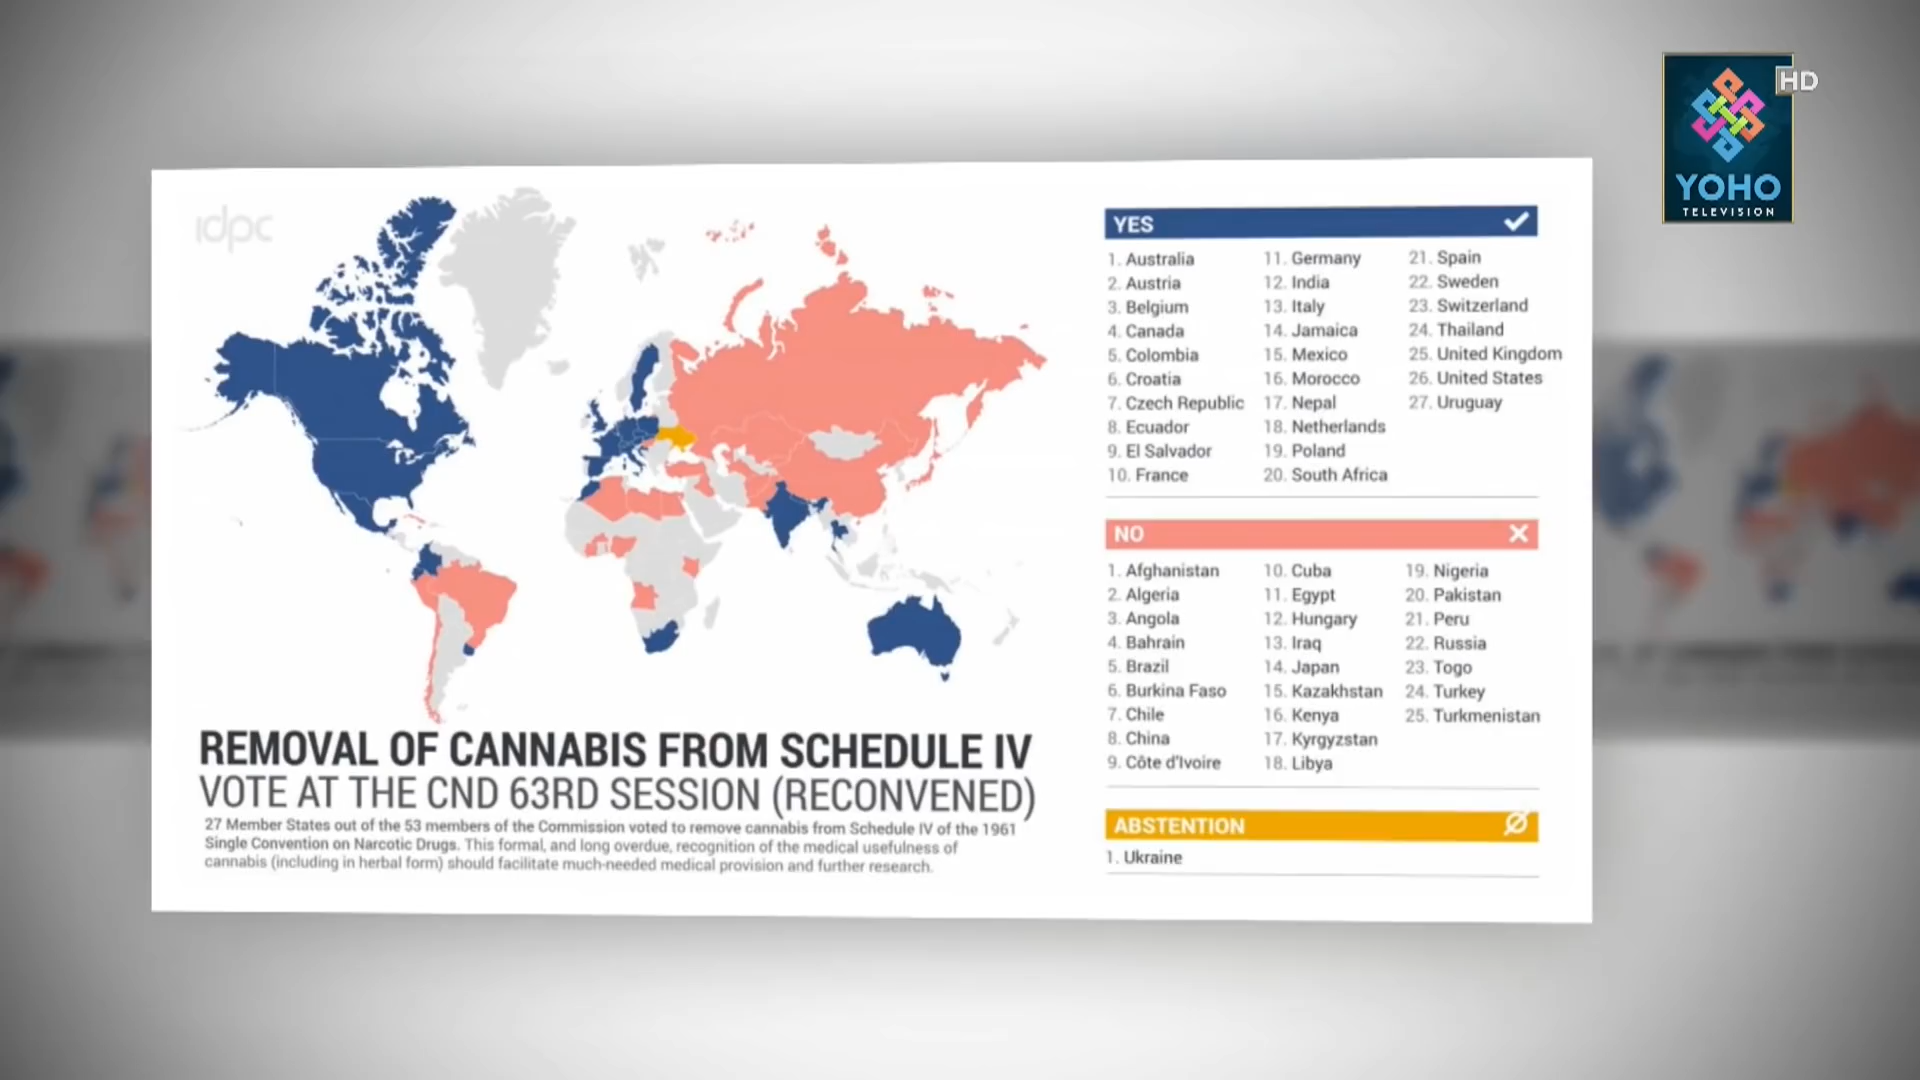 idpc
HD
YOHO
TELEVISION
YES
1. Australia
2. Austria
3. Belgium
4. Canada
5. Colombia
6. Croatia
7. Czech Republic
8. Ecuador
9. El Salvador
10. France
11. Germany
12. India
13. Italy
14. Jamaica
15. Mexico
16. Morocco
17. Nepal
18. Netherlands
19. Poland
20. South Africa
21. Spain
22. Sweden
23. Switzerland
24. Thailand
25. United Kingdom
26. United States
27. Uruguay
NO
1. Afghanistan
2. Algeria
3. Angola
4. Bahrain
5. Brazil
6. Burkina Faso
7. Chile
8. China
9. Côte d'Ivoire
10. Cuba
11. Egypt
12. Hungary
13. Iraq
14. Japan
15. Kazakhstan
16. Kenya
17. Kyrgyzstan
18. Libya
19. Nigeria
20. Pakistan
21. Peru
22. Russia
23. Togo
24. Turkey
25. Turkmenistan
ABSTENTION
1. Ukraine
REMOVAL OF CANNABIS FROM SCHEDULE IV
VOTE AT THE CND 63RD SESSION (RECONVENED)
27 Member States out of the 53 members of the Commission voted to remove cannabis from Schedule IV of the 1961
Single Convention on Narcotic Drugs. This formal, and long overdue, recognition of the medical usefulness of
cannabis (including in herbal form) should facilitate much-needed medical provision and further research.